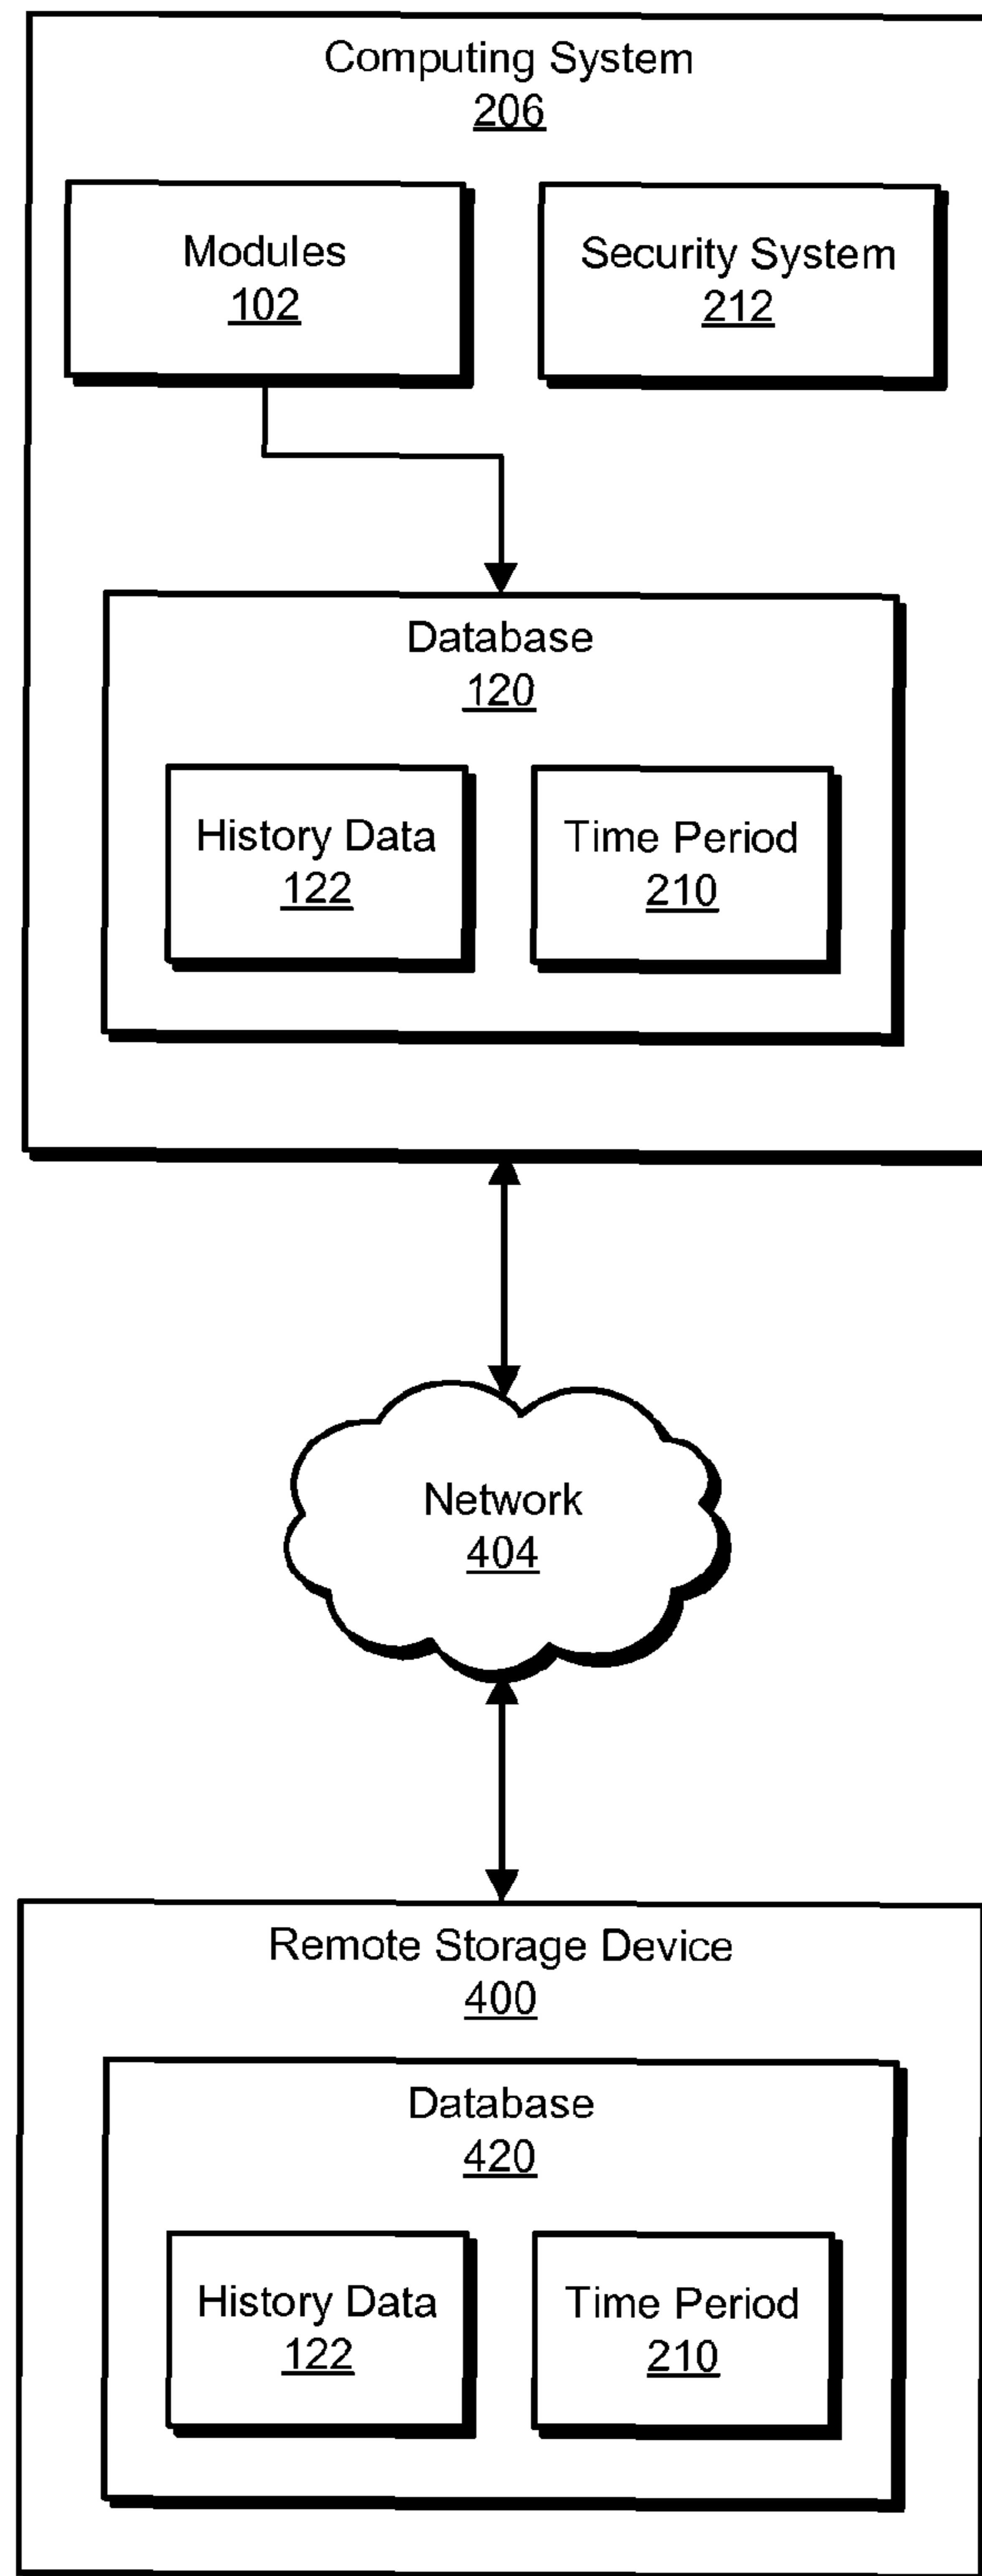 Computing System
206
Modules
102
Security System
212
Database
120
History Data
122
Time Period
210
Network
404
Remote Storage Device
400
Database
420
History Data
122
Time Period
210